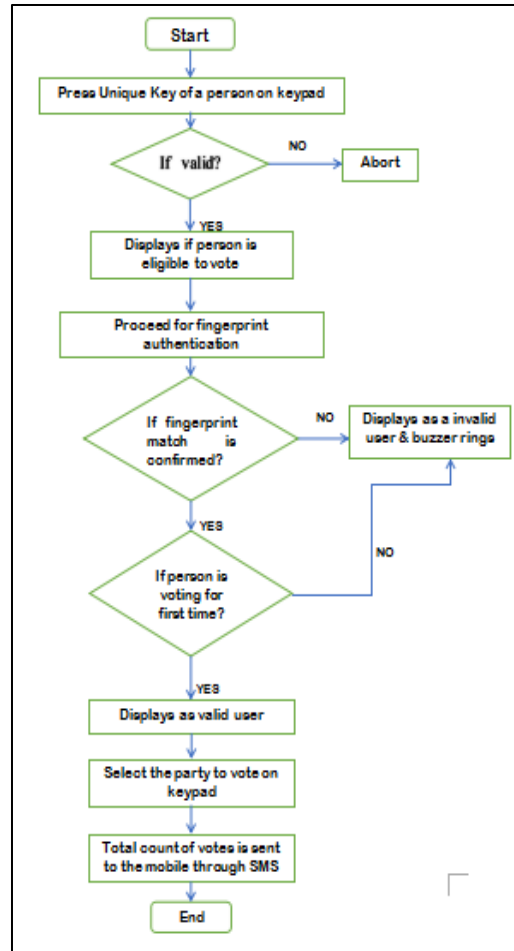 Start
Press Unique Key of a person on keypad
If valid?
NO
Abort
YES
Displays if person is
eligible to vote
Proceed for fingerprint
authentication
If fingerprint
match is
confirmed?
NO
Displays as a invalid
user & buzzer rings
YES
NO
If person is
voting for
first time?
YES
Displays as valid user
Select the party to vote on
keypad
Total count of votes is sent
to the mobile through SMS
End